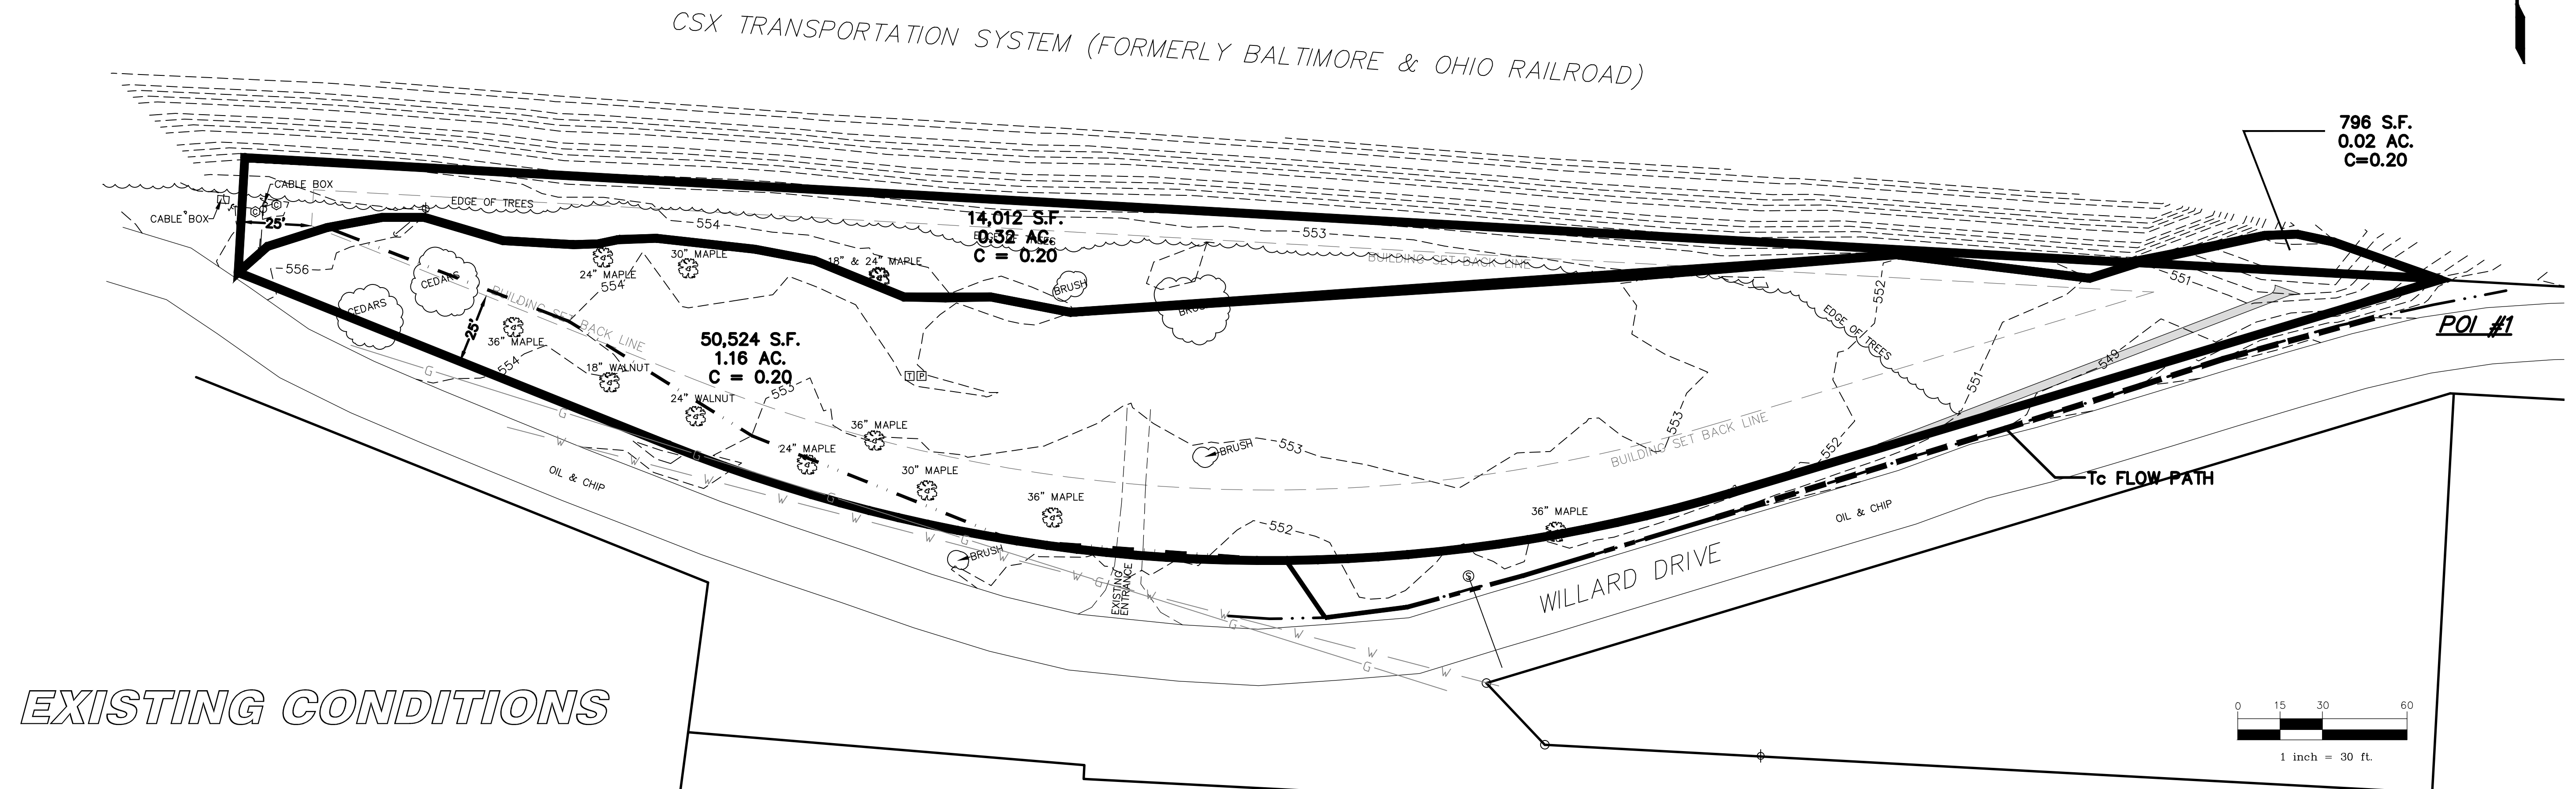 CSX TRANSPORTATION SYSTEM (FORMERLY BALTIMORE & OHIO RAILROAD)
796 S.F.
0.02 AC.
C=0.20
CABLE BOX
CABLE BOX
25'
EDGE OF TREES
554
14,012 S.F.
0.32 AC.
C = 0.20
553
BUILDING SET BACK LINE
551
556
CEDARS
CEDARS
24" MAPLE
554
30" MAPLE
18" & 24" MAPLE
BRUSH
BRUSH
552
EDGE OF TREES
POI #1
BUILDING SET BACK LINE
25'
36" MAPLE
554
18" WALNUT
24" WALNUT
50,524 S.F.
1.16 AC.
C = 0.20
553
TP
549
551
553
552
BUILDING SET BACK LINE
36" MAPLE
24" MAPLE
30" MAPLE
BRUSH
553
36" MAPLE
552
36" MAPLE
BRUSH
EXISTING
ENTRANCE
Tc FLOW PATH
OIL & CHIP
OIL & CHIP
G
G
G
G
G
G
G
G
W
W
W
W
W
W
W
W
W
W
W
W
W
S
WILLARD DRIVE
EXISTING CONDITIONS
0 15 30 60
1 inch = 30 ft.